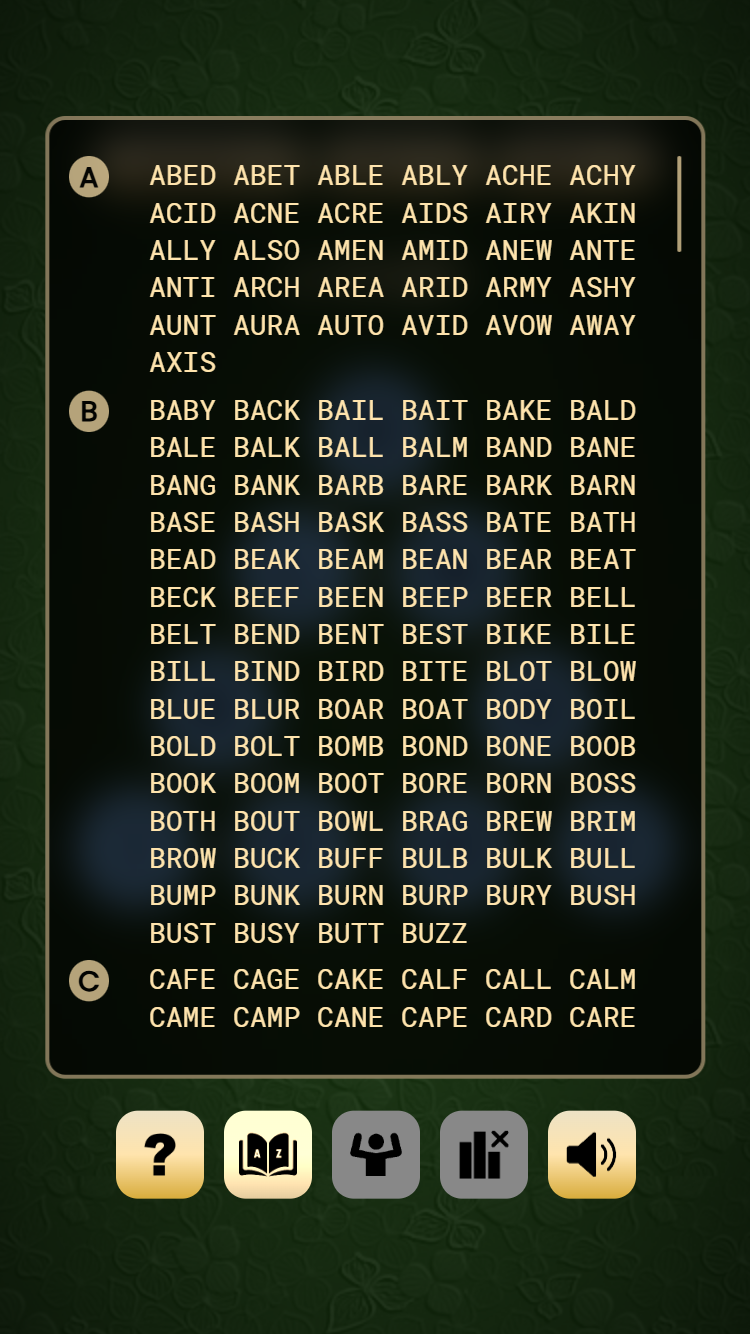 A ABED ABET ABLE ABLY ACHE ACHY
ACID ACNE ACRE AIDS AIRY AKIN
ALLY ALSO AMEN AMID ANEW ANTE
ANTI ARCH AREA ARID ARMY ASHY
AUNT AURA AUTO AVID AVOW AWAY
AXIS
B BABY BACK BAIL BAIT BAKE BALD
BALE BALK BALL BALM BAND BANE
BANG BANK BARB BARE BARK BARN
BASE BASH BASK BASS BATE BATH
BEAD BEAK BEAM BEAN BEAR BEAT
BECK BEEF BEEN BEEP BEER BELL
BELT BEND BENT BEST BIKE BILE
BILL BIND BIRD BITE BLOT BLOW
BLUE BLUR BOAR BOAT BODY BOIL
BOLD BOLT BOMB BOND BONE BOOB
BOOK BOOM BOOT BORE BORN BOSS
BOTH BOUT BOWL BRAG BREW BRIM
BROW BUCK BUFF BULB BULK BULL
BUMP BUNK BURN BURP BURY BUSH
BUST BUSY BUTT BUZZ
C CAFE CAGE CAKE CALF CALL CALM
CAME CAMP CANE CAPE CARD CARE
? A Z